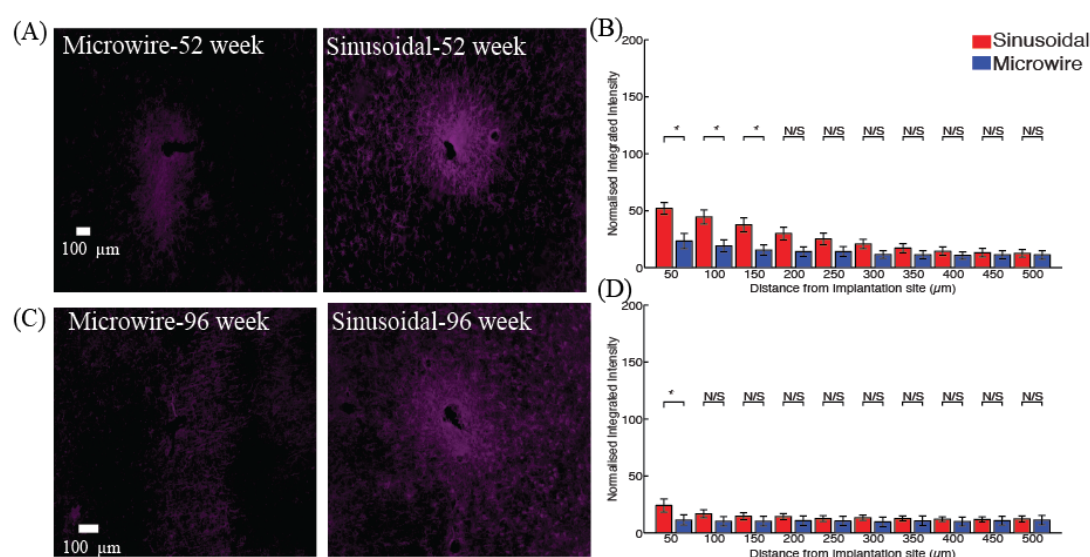 (A)
Microwire-52 week
Sinusoidal-52 week
100 µm
(B)
Sinusoidal
Microwire
Normalised Integrated Intensity
200
150
100
50
0
* * * N/S N/S N/S N/S N/S N/S N/S
50 100 150 200 250 300 350 400 450 500
Distance from Implantation site (µm)
(C)
Microwire-96 week
Sinusoidal-96 week
100 µm
(D)
Normalised Integrated Intensity
200
150
100
50
0
* N/S N/S N/S N/S N/S N/S N/S N/S N/S
50 100 150 200 250 300 350 400 450 500
Distance from Implantation site (µm)